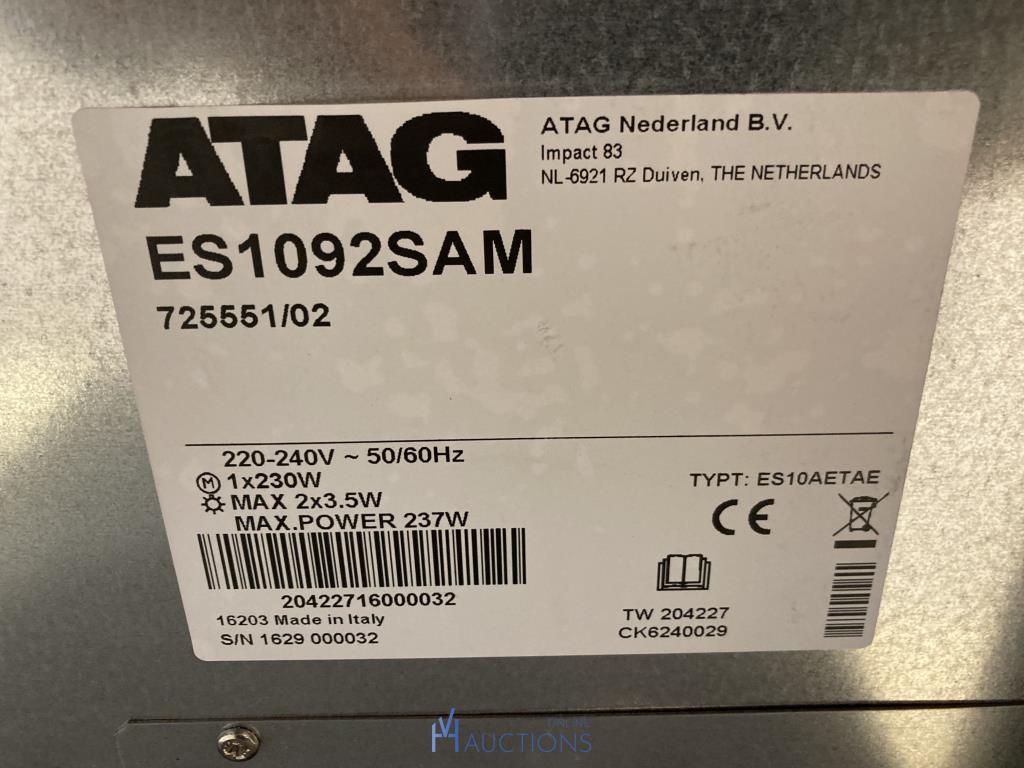 ATAG
ATAG Nederland B.V.
Impact 83
NL-6921 RZ Duiven, THE NETHERLANDS
ES1092SAM
725551/02
220-240V ~ 50/60Hz
M 1x230W
MAX 2x3.5W
MAX.POWER 237W
TYPT: ES10AETAE
CE
20422716000032
16203 Made in Italy
S/N 1629 000032
TW 204227
CK6240029
VH ONLINE
AUCTIONS